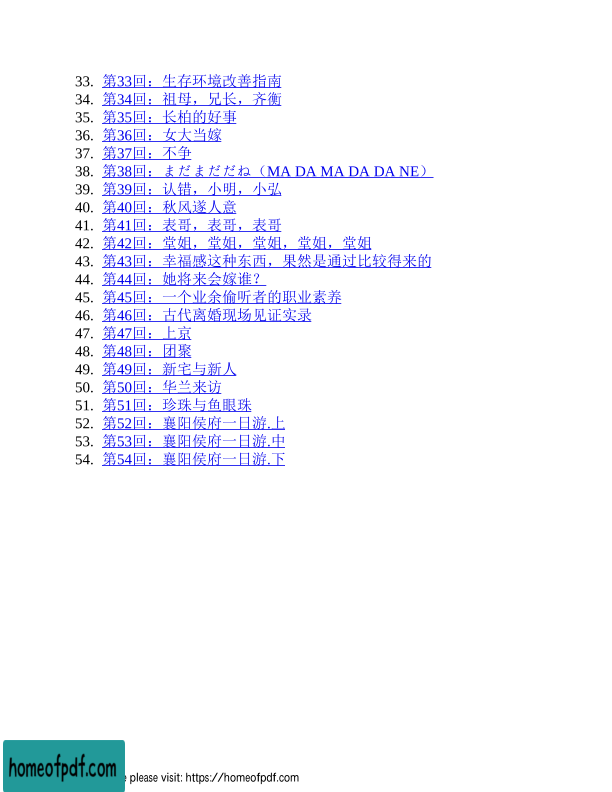 33. 第33回：生存环境改善指南
34. 第34回：祖母，兄长，齐衡
35. 第35回：长柏的好事
36. 第36回：女大当嫁
37. 第37回：不争
38. 第38回：まだまだだね（MA DA MA DA DA NE）
39. 第39回：认错，小明，小弘
40. 第40回：秋风遂人意
41. 第41回：表哥，表哥，表哥
42. 第42回：堂姐，堂姐，堂姐，堂姐，堂姐
43. 第43回：幸福感这种东西，果然是通过比较得来的
44. 第44回：她将来会嫁谁？
45. 第45回：一个业余偷听者的职业素养
46. 第46回：古代离婚现场见证实录
47. 第47回：上京
48. 第48回：团聚
49. 第49回：新宅与新人
50. 第50回：华兰来访
51. 第51回：珍珠与鱼眼珠
52. 第52回：襄阳侯府一日游.上
53. 第53回：襄阳侯府一日游.中
54. 第54回：襄阳侯府一日游.下
homeofpdf.com
e please visit: https://homeofpdf.com